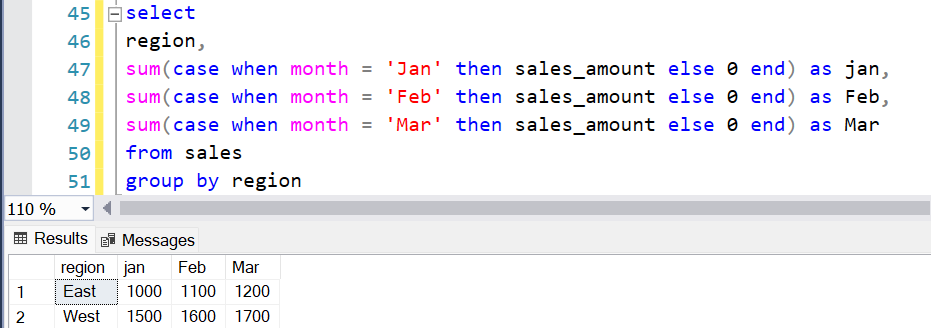 45 select
46 region,
47 sum(case when month = 'Jan' then sales_amount else 0 end) as jan,
48 sum(case when month = 'Feb' then sales_amount else 0 end) as Feb,
49 sum(case when month = 'Mar' then sales_amount else 0 end) as Mar
50 from sales
51 group by region
110 %
Results Messages
region jan Feb Mar
1 East 1000 1100 1200
2 West 1500 1600 1700